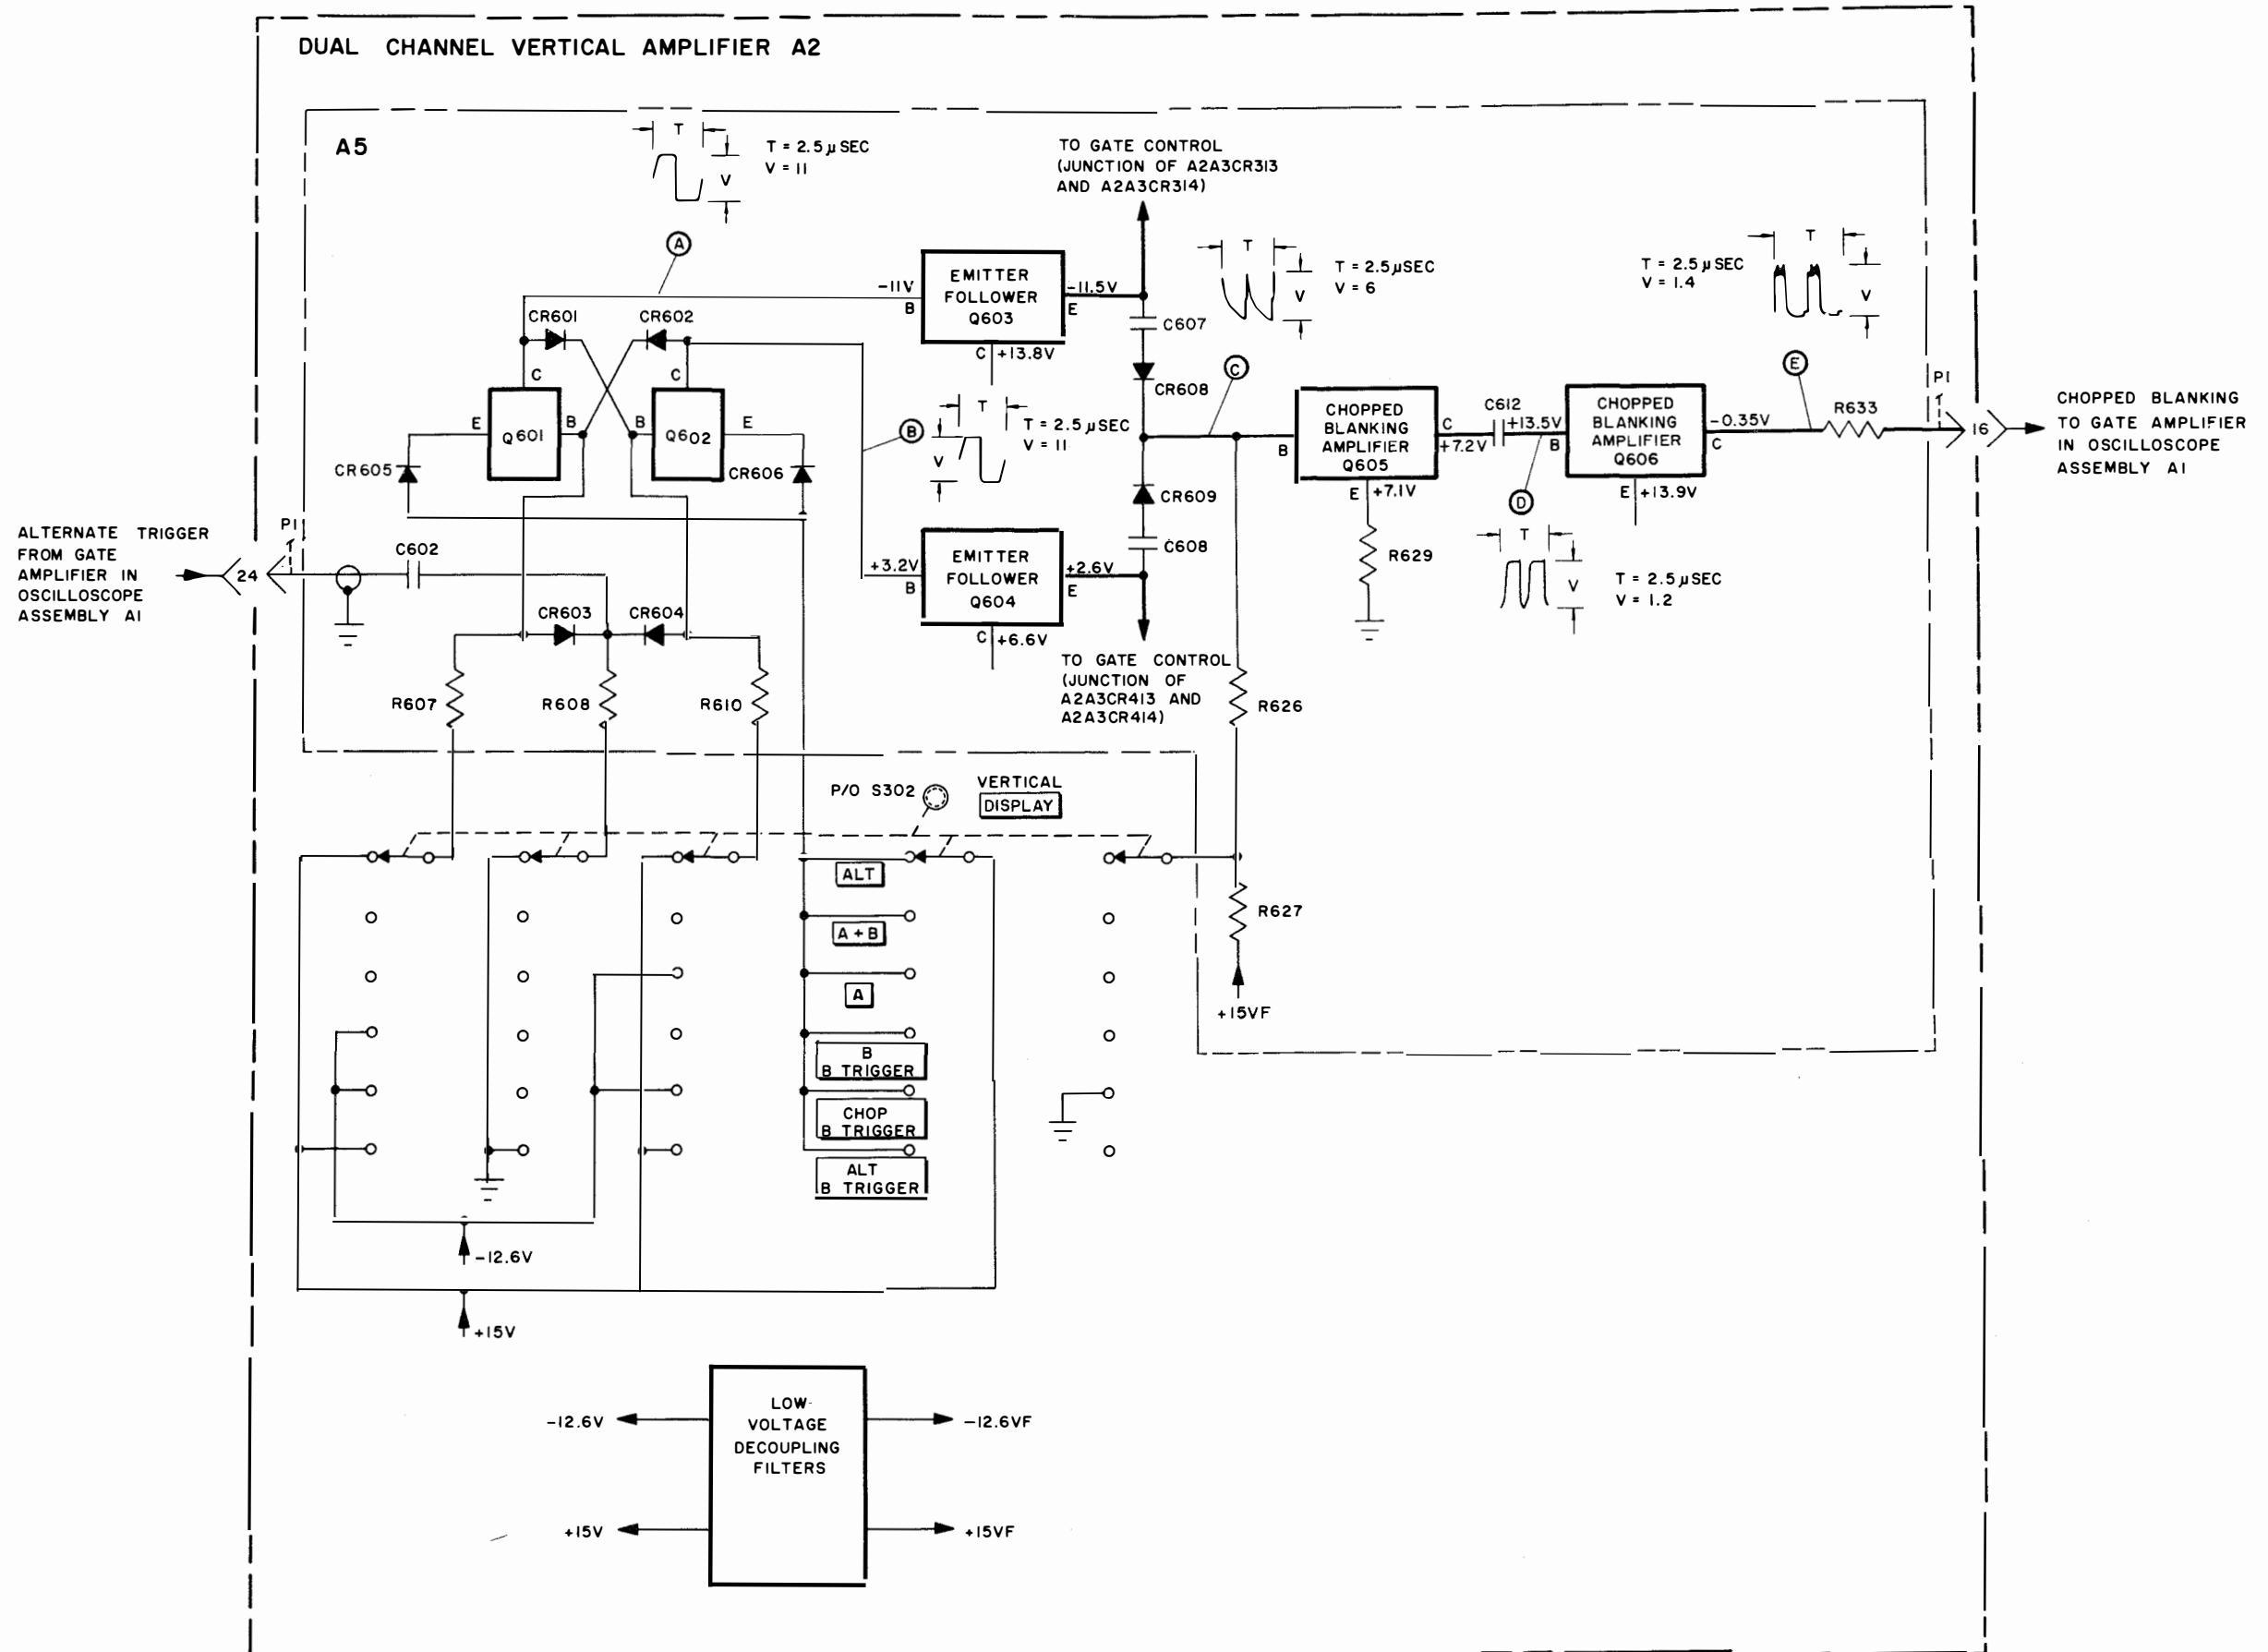 DUAL CHANNEL VERTICAL AMPLIFIER A2
A5
T
V
T = 2.5 µ SEC
V = 11
A
TO GATE CONTROL
(JUNCTION OF A2A3CR313
AND A2A3CR314)
-11V
B
EMITTER
FOLLOWER
Q603
-11.5V
E
C
+13.8V
C607
CR608
T
V
T = 2.5 µSEC
V = 6
C
T = 2.5 µ SEC
V = 1.4
T
V
E
CR601
CR602
C
C
E
Q601
B
B
Q602
E
CR605
CR606
B
T
V
T = 2.5 µSEC
V = 11
CR609
C608
+3.2V
B
EMITTER
FOLLOWER
Q604
+2.6V
E
C
+6.6V
TO GATE CONTROL
(JUNCTION OF
A2A3CR413 AND
A2A3CR414)
B
CHOPPED
BLANKING
AMPLIFIER
Q605
C
+7.2V
E
+7.1V
R629
C612
+13.5V
B
D
T
V
T = 2.5 µSEC
V = 1.2
CHOPPED
BLANKING
AMPLIFIER
Q606
-0.35V
C
E
+13.9V
R633
P1
16
CHOPPED BLANKING
TO GATE AMPLIFIER
IN OSCILLOSCOPE
ASSEMBLY A1
ALTERNATE TRIGGER
FROM GATE
AMPLIFIER IN
OSCILLOSCOPE
ASSEMBLY A1
24
P1
C602
CR603
CR604
R607
R608
R610
R626
P/O S302
VERTICAL
DISPLAY
ALT
A + B
A
B
B TRIGGER
CHOP
B TRIGGER
ALT
B TRIGGER
R627
+15VF
-12.6V
+15V
LOW-
VOLTAGE
DECOUPLING
FILTERS
-12.6V
-12.6VF
+15V
+15VF